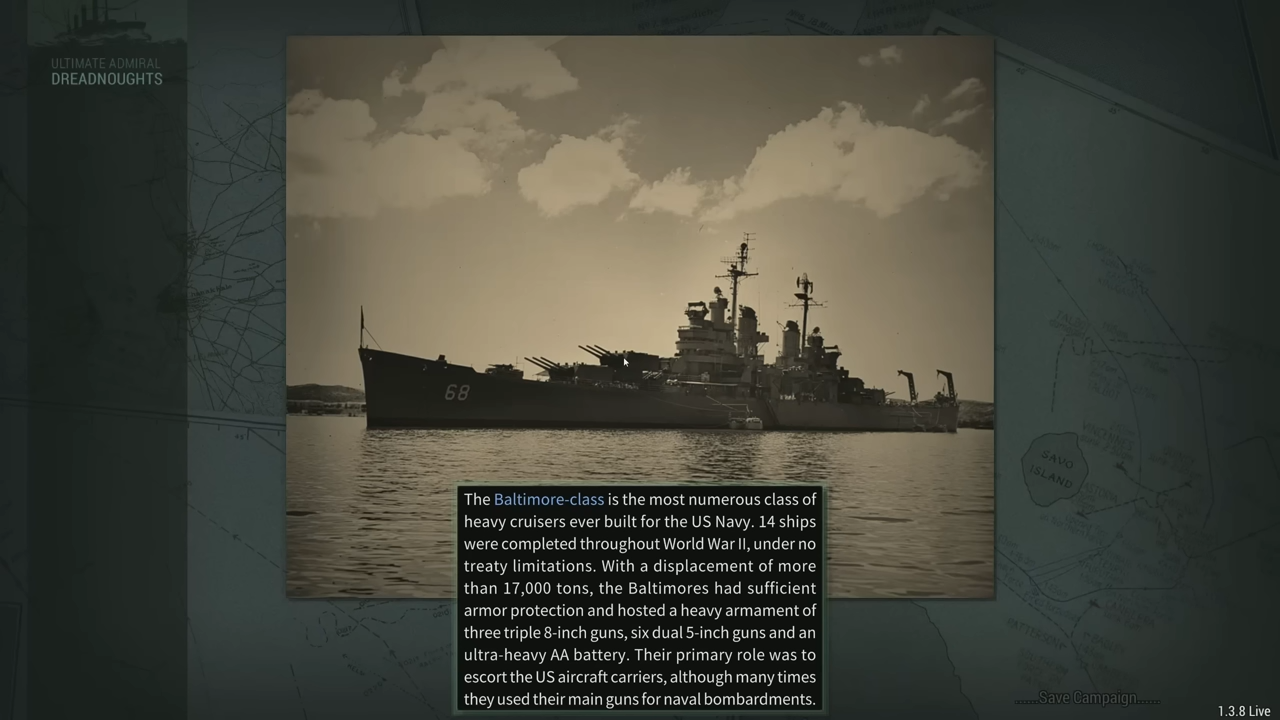 ULTIMATE ADMIRAL
DREADNOUGHTS
68
The Baltimore-class is the most numerous class of
heavy cruisers ever built for the US Navy. 14 ships
were completed throughout World War II, under no
treaty limitations. With a displacement of more
than 17,000 tons, the Baltimores had sufficient
armor protection and hosted a heavy armament of
three triple 8-inch guns, six dual 5-inch guns and an
ultra-heavy AA battery. Their primary role was to
escort the US aircraft carriers, although many times
they used their main guns for naval bombardments.
SAVO
ISLAND
......Save Campaign......
1.3.8 Live